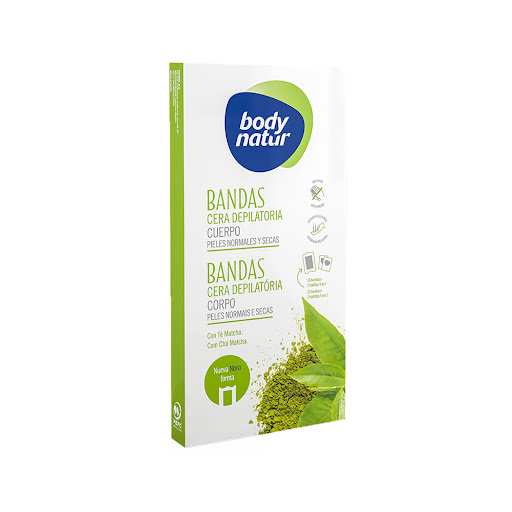 body
natur
BANDAS
CERA DEPILATORIA
CUERPO
PIELES NORMALES Y SECAS
BANDAS
CERA DEPILATÓRIA
CORPO
PELES NORMAIS E SECAS
Con Té Matcha.
Com Chá Matcha.
Nueva Nova
forma